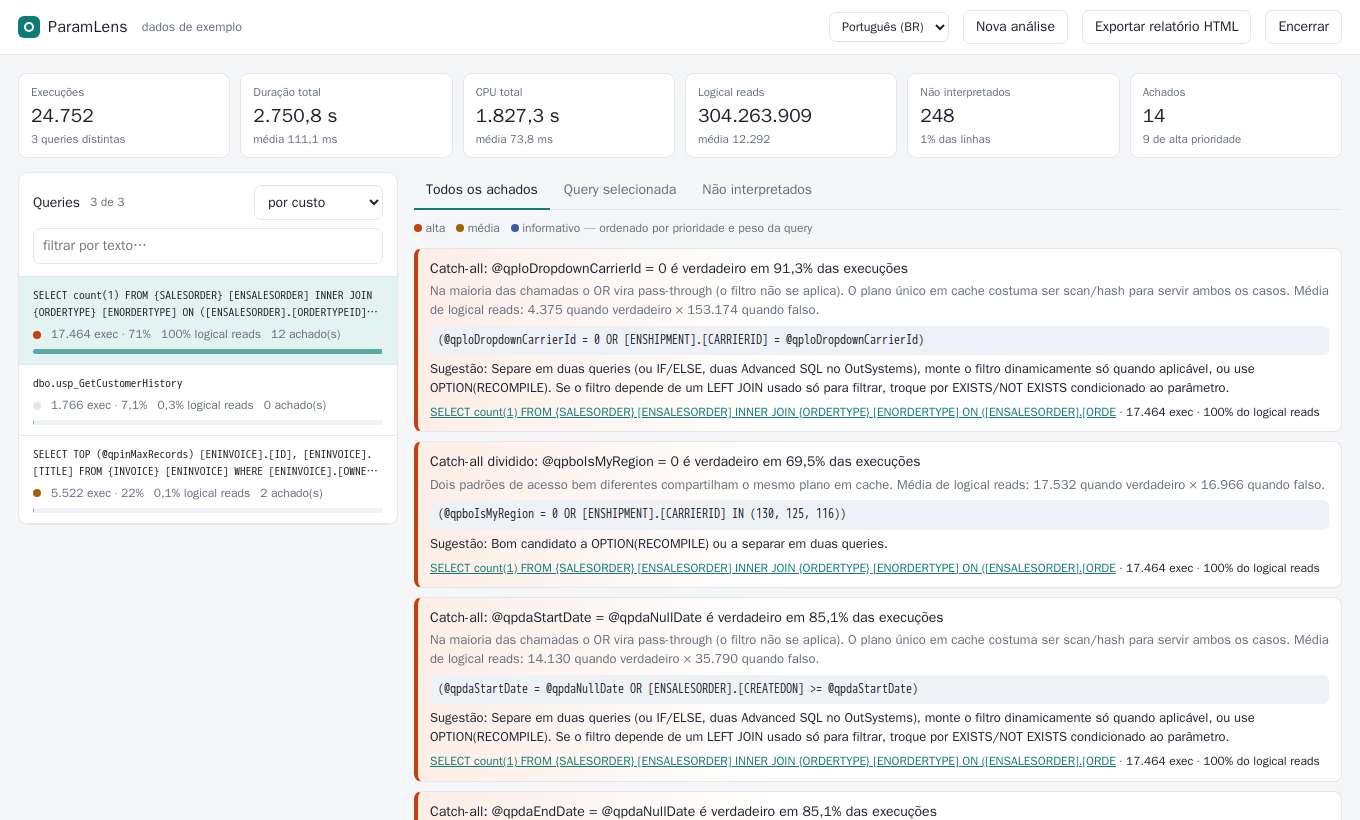 ParamLens dados de exemplo Português (BR) Nova análise Exportar relatório HTML Encerrar
Execuções
24.752
3 queries distintas
Duração total
2.750,8 s
média 111,1 ms
CPU total
1.827,3 s
média 73,8 ms
Logical reads
304.263.909
média 12.292
Não interpretados
248
1% das linhas
Achados
14
9 de alta prioridade
Queries 3 de 3 por custo
filtrar por texto…
SELECT count(1) FROM {SALESORDER} [ENSALESORDER] INNER JOIN
{ORDERTYPE} [ENORDERTYPE] ON ([ENSALESORDER].[ORDERTYPEID]…
17.464 exec · 71% 100% logical reads 12 achado(s)
dbo.usp_GetCustomerHistory
1.766 exec · 7,1% 0,3% logical reads 0 achado(s)
SELECT TOP (@qpinMaxRecords) [ENINVOICE].[ID], [ENINVOICE].
[TITLE] FROM {INVOICE} [ENINVOICE] WHERE [ENINVOICE].[OWNE…
5.522 exec · 22% 0,1% logical reads 2 achado(s)
Todos os achados Query selecionada Não interpretados
alta média informativo — ordenado por prioridade e peso da query
Catch-all: @qploDropdownCarrierId = 0 é verdadeiro em 91,3% das execuções
Na maioria das chamadas o OR vira pass-through (o filtro não se aplica). O plano único em cache costuma ser scan/hash para servir ambos os casos. Média
de logical reads: 4.375 quando verdadeiro × 153.174 quando falso.
(@qploDropdownCarrierId = 0 OR [ENSHIPMENT].[CARRIERID] = @qploDropdownCarrierId)
Sugestão: Separe em duas queries (ou IF/ELSE, duas Advanced SQL no OutSystems), monte o filtro dinamicamente só quando aplicável, ou use
OPTION(RECOMPILE). Se o filtro depende de um LEFT JOIN usado só para filtrar, troque por EXISTS/NOT EXISTS condicionado ao parâmetro.
SELECT count(1) FROM {SALESORDER} [ENSALESORDER] INNER JOIN {ORDERTYPE} [ENORDERTYPE] ON ([ENSALESORDER].[ORDE · 17.464 exec · 100% do logical reads
Catch-all dividido: @qpboIsMyRegion = 0 é verdadeiro em 69,5% das execuções
Dois padrões de acesso bem diferentes compartilham o mesmo plano em cache. Média de logical reads: 17.532 quando verdadeiro × 16.966 quando falso.
(@qpboIsMyRegion = 0 OR [ENSHIPMENT].[CARRIERID] IN (130, 125, 116))
Sugestão: Bom candidato a OPTION(RECOMPILE) ou a separar em duas queries.
SELECT count(1) FROM {SALESORDER} [ENSALESORDER] INNER JOIN {ORDERTYPE} [ENORDERTYPE] ON ([ENSALESORDER].[ORDE · 17.464 exec · 100% do logical reads
Catch-all: @qpdaStartDate = @qpdaNullDate é verdadeiro em 85,1% das execuções
Na maioria das chamadas o OR vira pass-through (o filtro não se aplica). O plano único em cache costuma ser scan/hash para servir ambos os casos. Média
de logical reads: 14.130 quando verdadeiro × 35.790 quando falso.
(@qpdaStartDate = @qpdaNullDate OR [ENSALESORDER].[CREATEDON] >= @qpdaStartDate)
Sugestão: Separe em duas queries (ou IF/ELSE, duas Advanced SQL no OutSystems), monte o filtro dinamicamente só quando aplicável, ou use
OPTION(RECOMPILE). Se o filtro depende de um LEFT JOIN usado só para filtrar, troque por EXISTS/NOT EXISTS condicionado ao parâmetro.
SELECT count(1) FROM {SALESORDER} [ENSALESORDER] INNER JOIN {ORDERTYPE} [ENORDERTYPE] ON ([ENSALESORDER].[ORDE · 17.464 exec · 100% do logical reads
Catch-all: @qpdaEndDate = @qpdaNullDate é verdadeiro em 85,1% das execuções